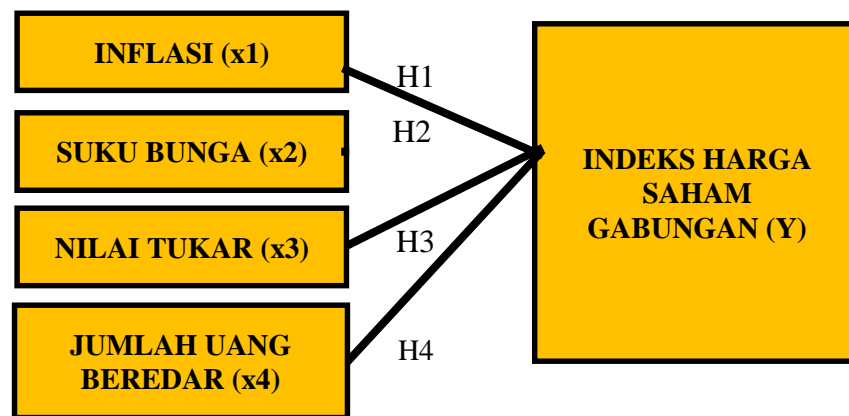 INFLASI (x1)
H1
SUKU BUNGA (x2)
H2
NILAI TUKAR (x3)
H3
JUMLAH UANG
BEREDAR (x4)
H4
INDEKS HARGA
SAHAM
GABUNGAN (Y)